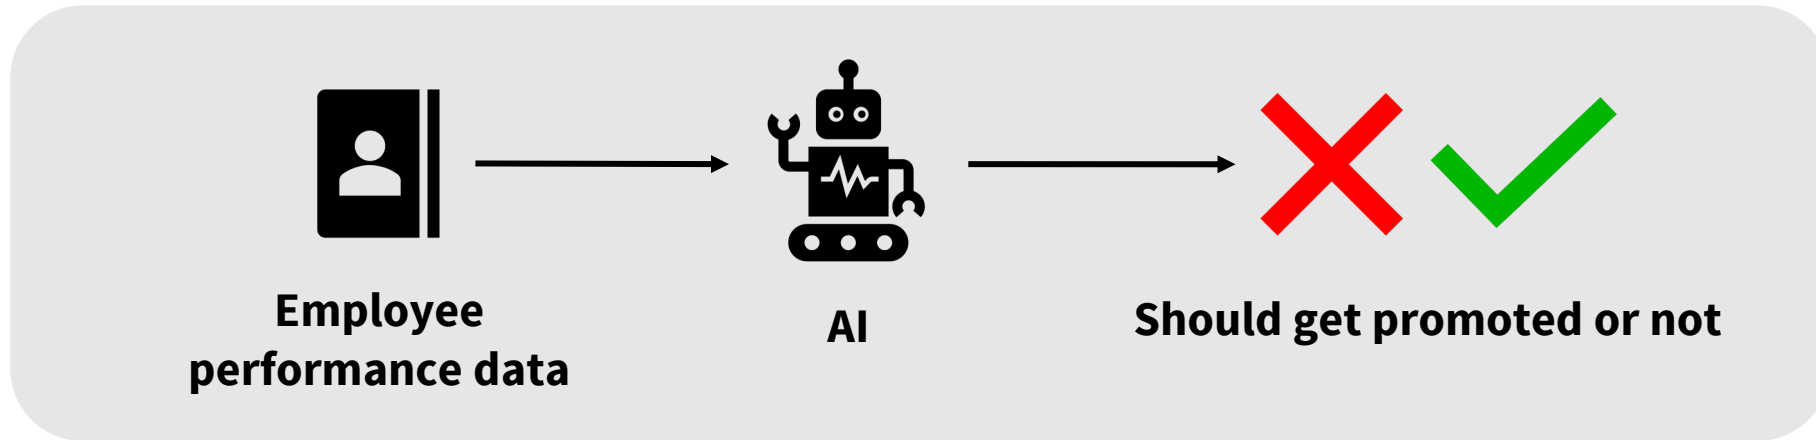 Employee
performance data
AI
Should get promoted or not